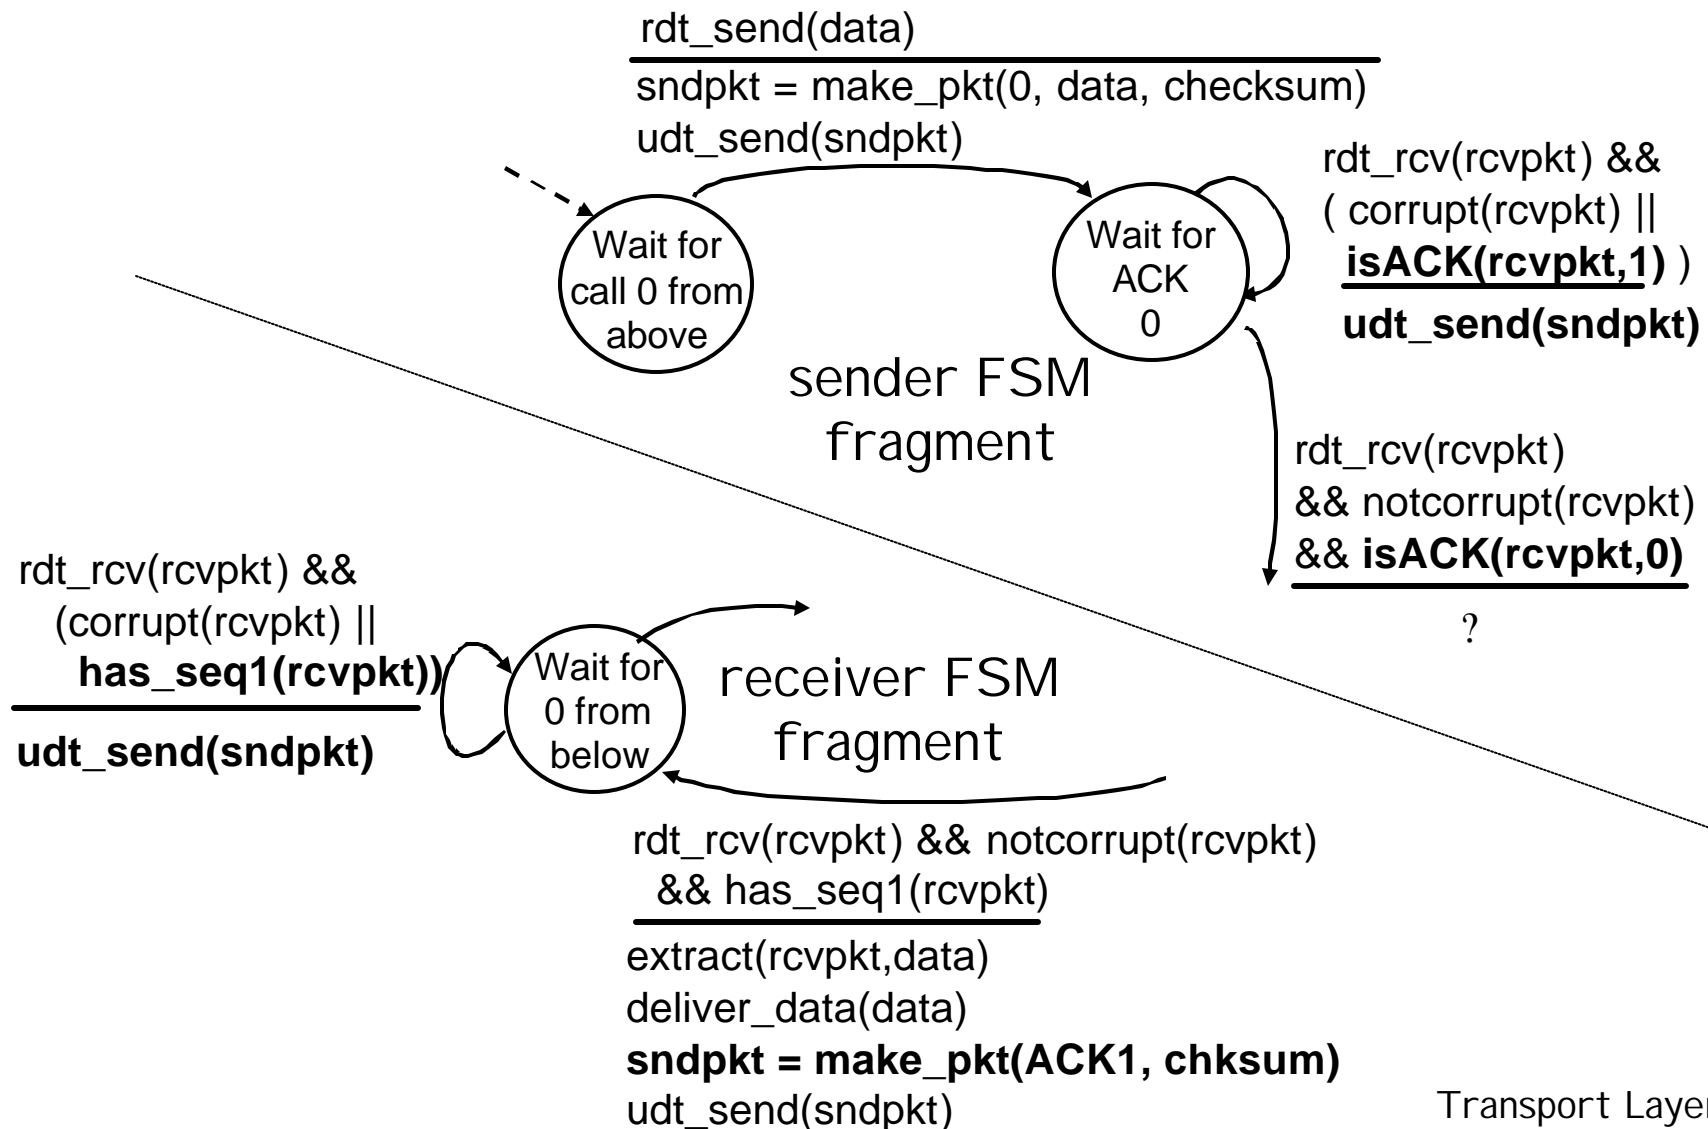 rdt_send(data)
sndpkt = make_pkt(0, data, checksum)
udt_send(sndpkt)
rdt_rcv(rcvpkt) &&
( corrupt(rcvpkt) ||
isACK(rcvpkt,1) )
udt_send(sndpkt)
Wait for
call 0 from
above
Wait for
ACK
0
sender FSM
fragment
rdt_rcv(rcvpkt)
&& notcorrupt(rcvpkt)
&& isACK(rcvpkt,0)
?
rdt_rcv(rcvpkt) &&
(corrupt(rcvpkt) ||
has_seq1(rcvpkt))
udt_send(sndpkt)
Wait for
0 from
below
receiver FSM
fragment
rdt_rcv(rcvpkt) && notcorrupt(rcvpkt)
&& has_seq1(rcvpkt)
extract(rcvpkt,data)
deliver_data(data)
sndpkt = make_pkt(ACK1, chksum)
udt_send(sndpkt)
Transport Layer